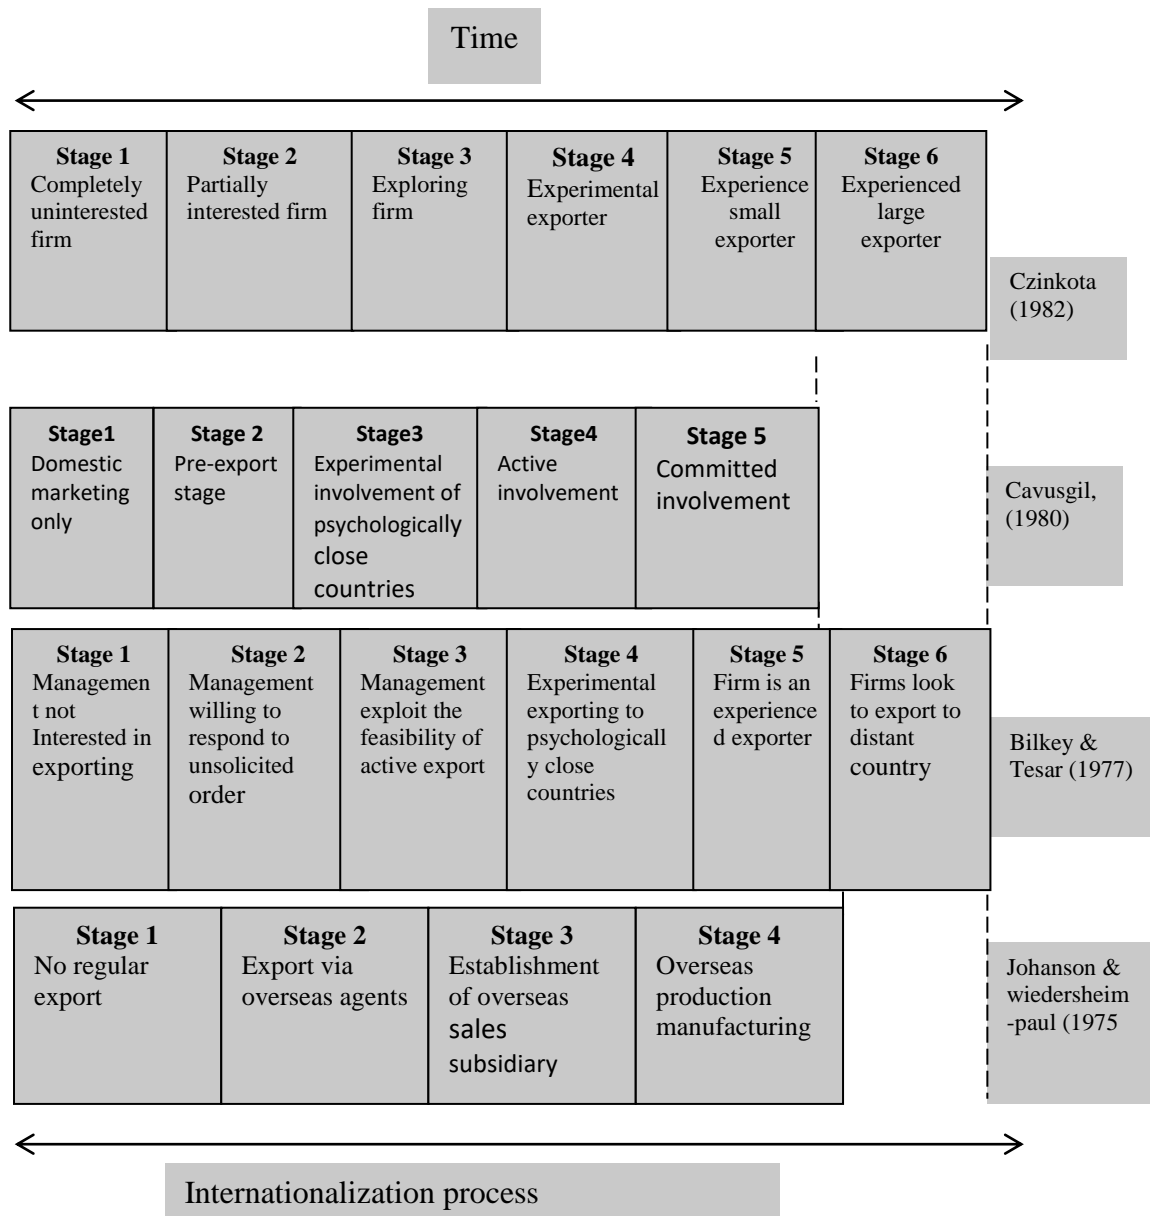 Time
Stage 1
Completely
uninterested
firm
Stage 2
Partially
interested firm
Stage 3
Exploring
firm
Stage 4
Experimental
exporter
Stage 5
Experience
small
exporter
Stage 6
Experienced
large
exporter
Czinkota
(1982)
Stage1
Domestic
marketing
only
Stage 2
Pre-export
stage
Stage3
Experimental
involvement of
psychologically
close
countries
Stage4
Active
involvement
Stage 5
Committed
involvement
Cavusgil,
(1980)
Stage 1
Managemen
t not
Interested in
exporting
Stage 2
Management
willing to
respond to
unsolicited
order
Stage 3
Management
exploit the
feasibility of
active export
Stage 4
Experimental
exporting to
psychologicall
y close
countries
Stage 5
Firm is an
experience
d exporter
Stage 6
Firms look
to export to
distant
country
Bilkey &
Tesar (1977)
Stage 1
No regular
export
Stage 2
Export via
overseas agents
Stage 3
Establishment
of overseas
sales
subsidiary
Stage 4
Overseas
production
manufacturing
Johanson &
wiedersheim
-paul (1975
Internationalization process